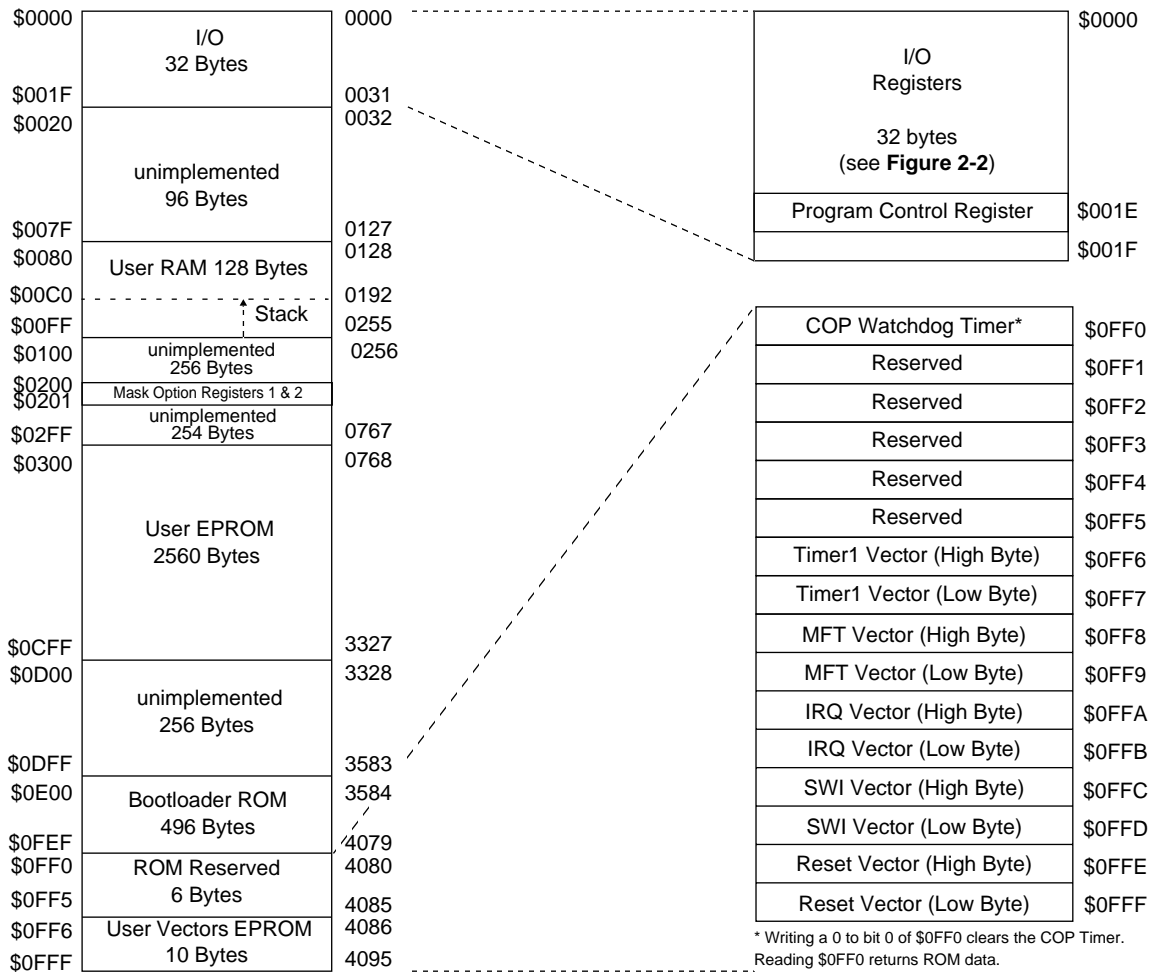 $0000
I/O
32 Bytes
0000
$001F
0031
$0020
0032
unimplemented
96 Bytes
$007F
0127
$0080
0128
User RAM 128 Bytes
$00C0
0192
Stack
$00FF
0255
$0100
unimplemented
256 Bytes
0256
$0200
Mask Option Registers 1 & 2
$0201
unimplemented
254 Bytes
$02FF
0767
$0300
0768
User EPROM
2560 Bytes
$0CFF
3327
$0D00
3328
unimplemented
256 Bytes
$0DFF
3583
$0E00
3584
Bootloader ROM
496 Bytes
$0FEF
4079
$0FF0
4080
ROM Reserved
6 Bytes
$0FF5
4085
$0FF6
4086
User Vectors EPROM
10 Bytes
$0FFF
4095
$0000
I/O
Registers
32 bytes
(see Figure 2-2)
Program Control Register $001E
$001F
COP Watchdog Timer* $0FF0
Reserved $0FF1
Reserved $0FF2
Reserved $0FF3
Reserved $0FF4
Reserved $0FF5
Timer1 Vector (High Byte) $0FF6
Timer1 Vector (Low Byte) $0FF7
MFT Vector (High Byte) $0FF8
MFT Vector (Low Byte) $0FF9
IRQ Vector (High Byte) $0FFA
IRQ Vector (Low Byte) $0FFB
SWI Vector (High Byte) $0FFC
SWI Vector (Low Byte) $0FFD
Reset Vector (High Byte) $0FFE
Reset Vector (Low Byte) $0FFF
* Writing a 0 to bit 0 of $0FF0 clears the COP Timer.
Reading $0FF0 returns ROM data.